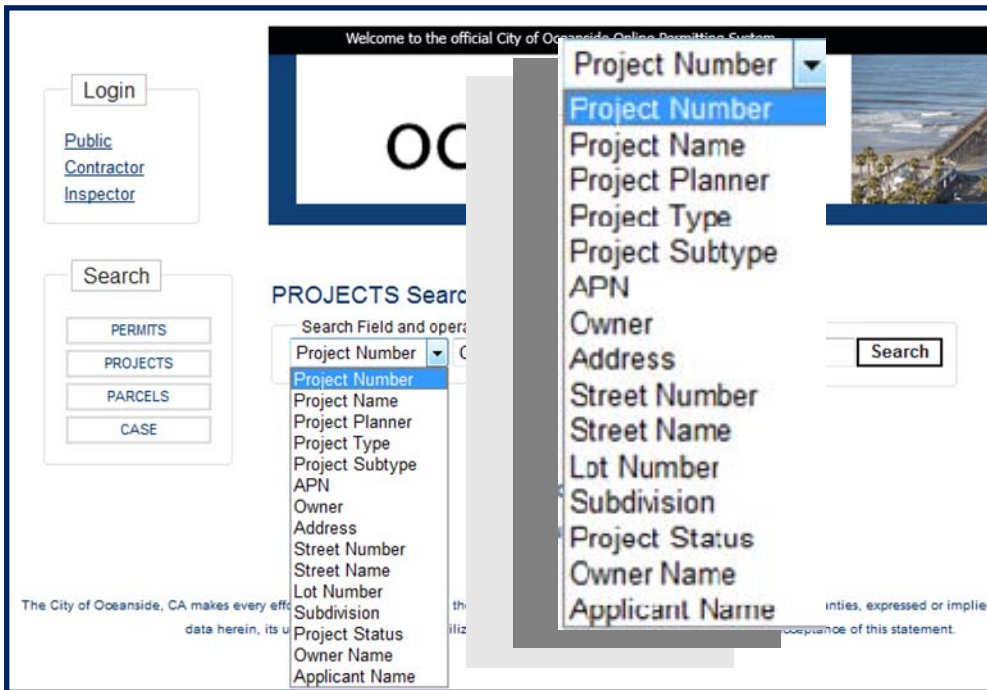 Welcome to the official City of Oceanside Online Permitting System
Login
Public
Contractor
Inspector
OC
Search
PERMITS
PROJECTS
PARCELS
CASE
PROJECTS Searc
Search Field and opera
Project Number
Search
Project Number
Project Name
Project Planner
Project Type
Project Subtype
APN
Owner
Address
Street Number
Street Name
Lot Number
Subdivision
Project Status
Owner Name
Applicant Name
Project Number
Project Number
Project Name
Project Planner
Project Type
Project Subtype
APN
Owner
Address
Street Number
Street Name
Lot Number
Subdivision
Project Status
Owner Name
Applicant Name
The City of Oceanside, CA makes every effo
anties, expressed or implie
data herein, its u
acceptance of this statement.